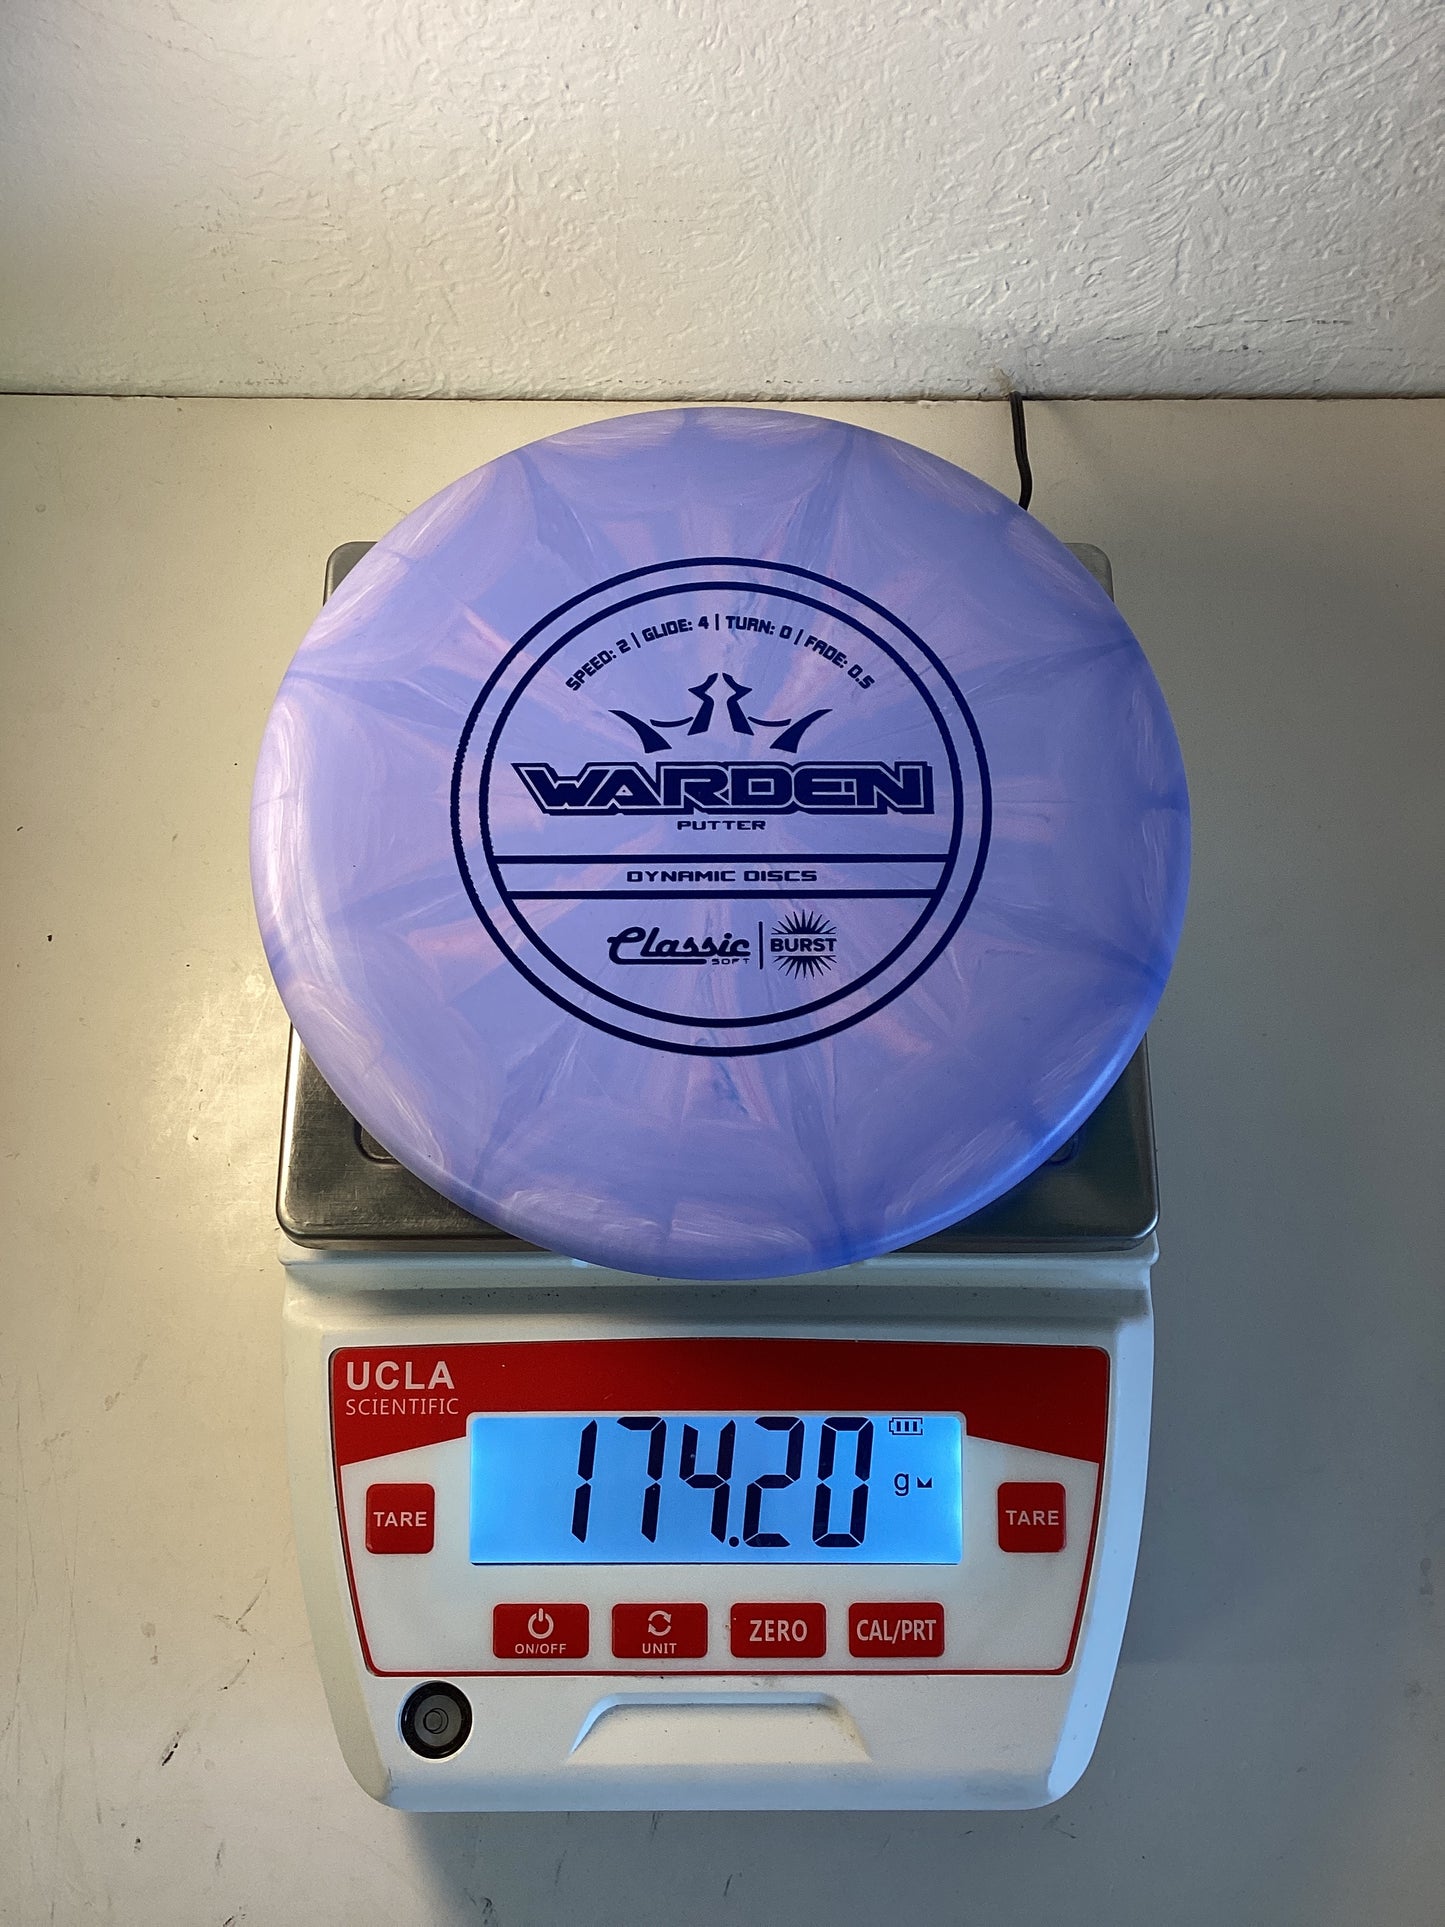 SPEED: 2 | GLIDE: 4 | TURN: 0 | FADE: 0.5
WARDEN
PUTTER
DYNAMIC DISCS
Classic | BURST
SOFT
UCLA
SCIENTIFIC
174.20 g
TARE
TARE
ON/OFF
UNIT
ZERO
CAL/PRT